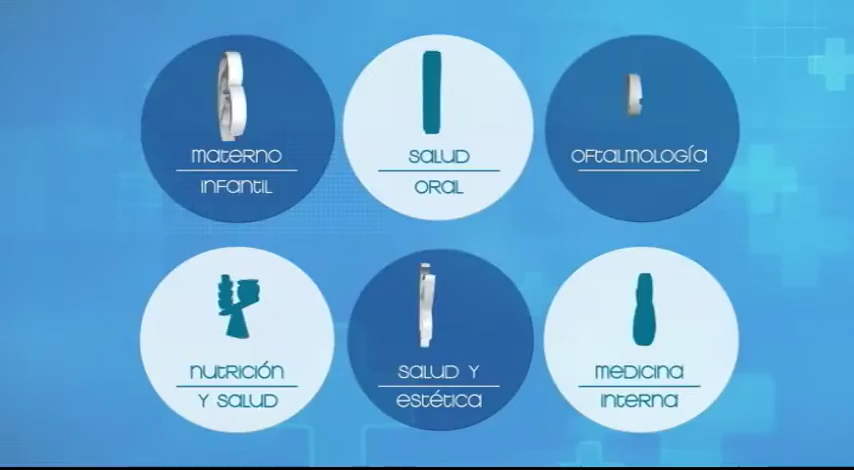 MATERNO
INFANTIL
SALUD
ORAL
OFTALMOLOGÍA
NUTRICIÓN
Y SALUD
SALUD Y
ESTÉTICA
MEDICINA
INTERNA